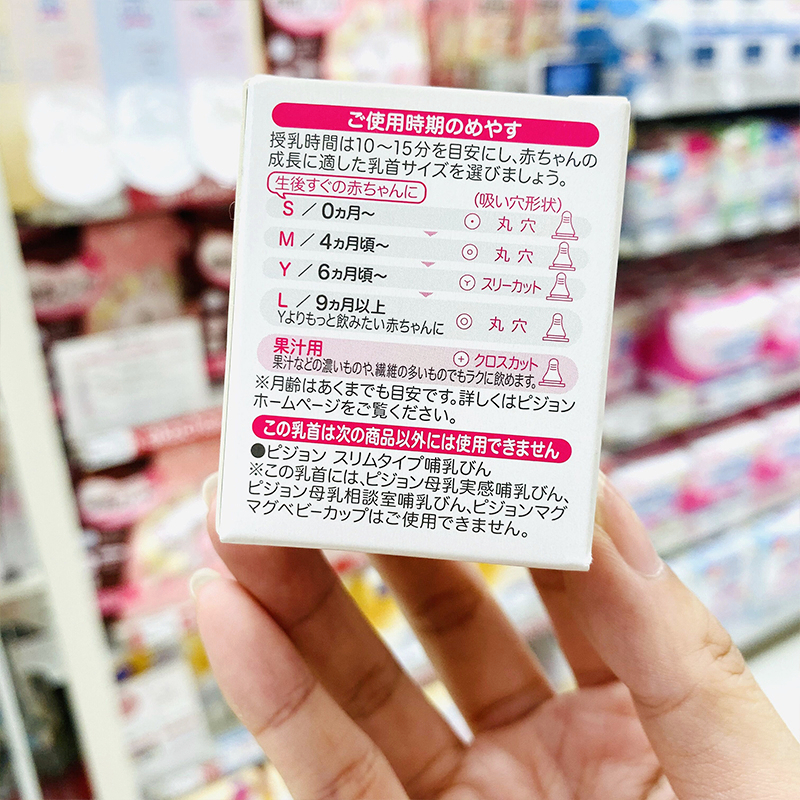 ご使用時期のめやす
授乳時間は10〜15分を目安にし、赤ちゃんの
成長に適した乳首サイズを選びましょう。
生後すぐの赤ちゃんに (吸い穴形状)
S / 0ヵ月〜 丸穴
M / 4ヵ月頃〜 丸穴
Y / 6ヵ月頃〜 スリーカット
L / 9ヵ月以上 丸穴
Yよりもっと飲みたい赤ちゃんに
果汁用 クロスカット
果汁などの濃いものや、繊維の多いものでもラクに飲めます。
※月齢はあくまでも目安です。詳しくはピジョン
ホームページをご覧ください。
この乳首は次の商品以外には使用できません
●ピジョン スリムタイプ哺乳びん
※この乳首には、ピジョン母乳実感哺乳びん、
ピジョン母乳相談室哺乳びん、ピジョンマグ
マグベビーカップはご使用できません。